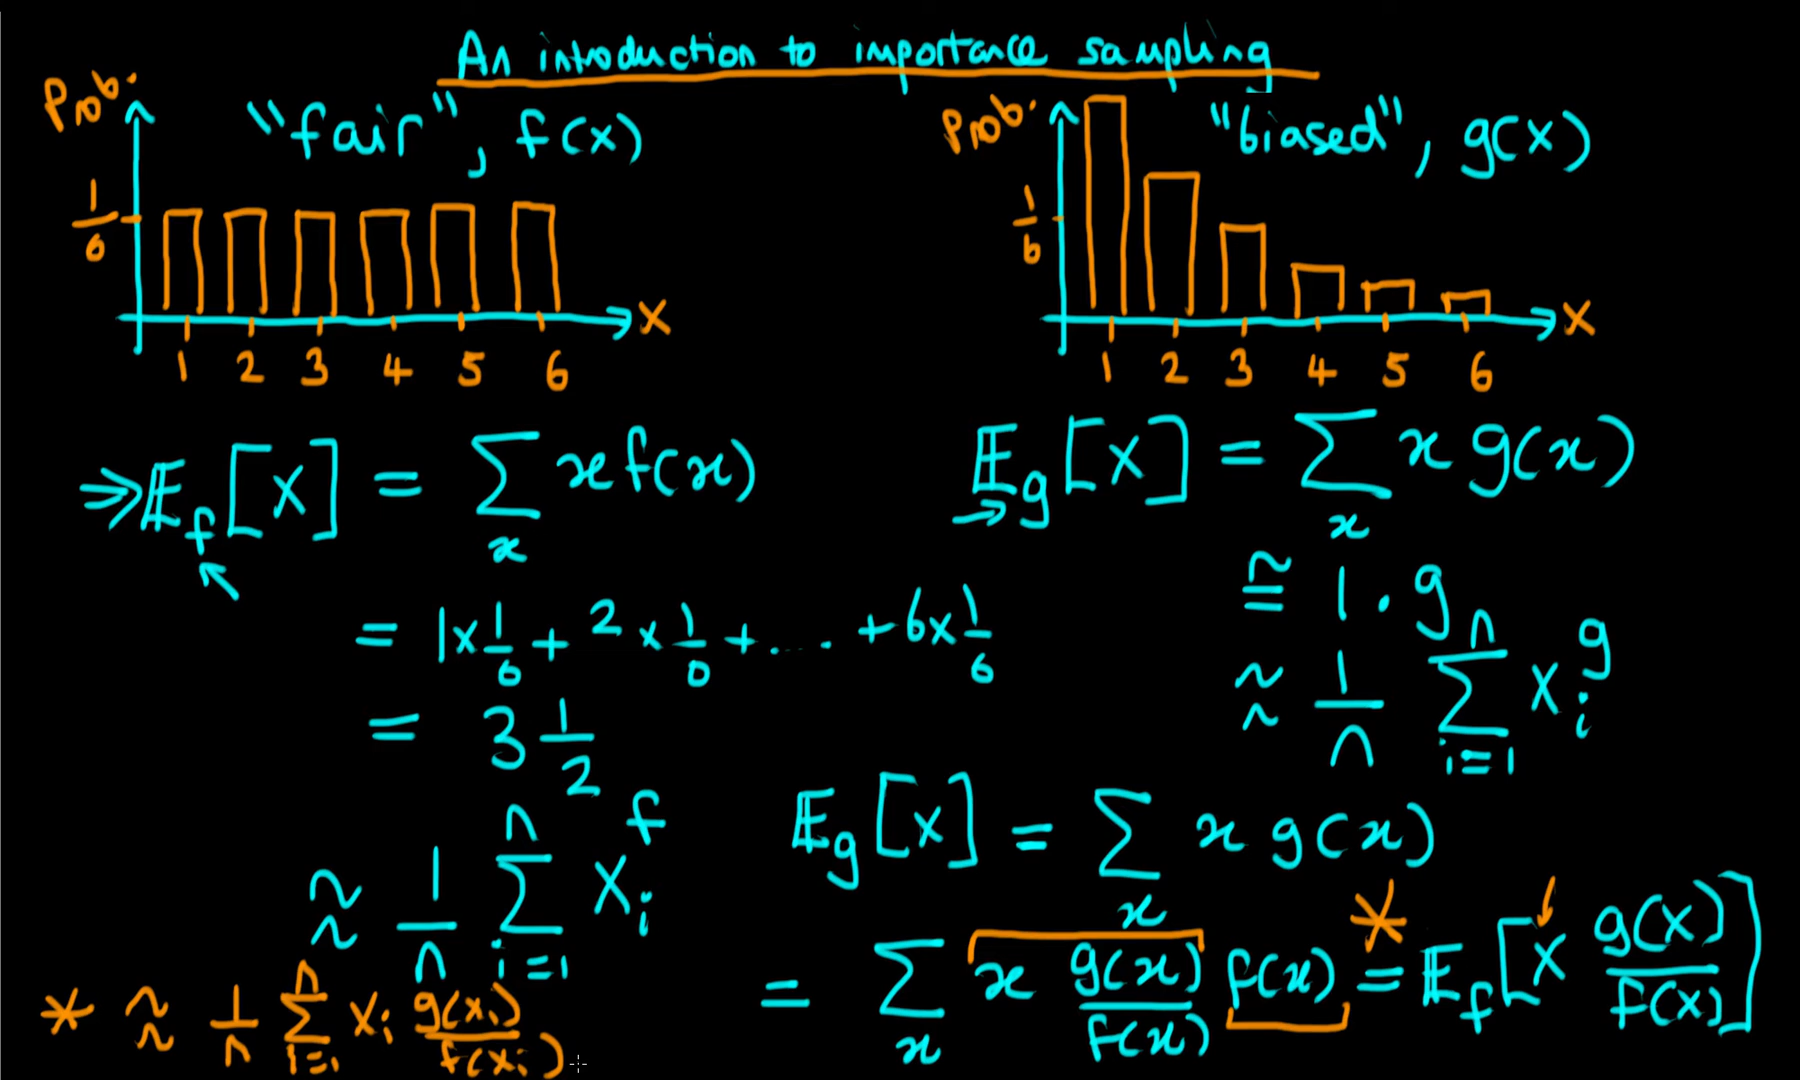 An introduction to importance sampling
Prob.
"fair", f(x)
1/6
1 2 3 4 5 6
X
Prob.
"biased", g(x)
1/6
1 2 3 4 5 6
X
⇒ 𝔼_f[X] = Σ_x x f(x)
= 1×1/6 + 2×1/6 + .... + 6×1/6
= 3 1/2
≈ 1/n Σ_{i=1}^n X_i^f
* ≈ 1/n Σ_{i=1}^n X_i g(X_i)/f(X_i)
𝔼_g[X] = Σ_x x g(x)
≅ 1 . g
≈ 1/n Σ_{i=1}^n X_i^g
𝔼_g[X] = Σ_x x g(x)
= Σ_x x g(x)/f(x) f(x) =* 𝔼_f[X g(X)/f(X)]